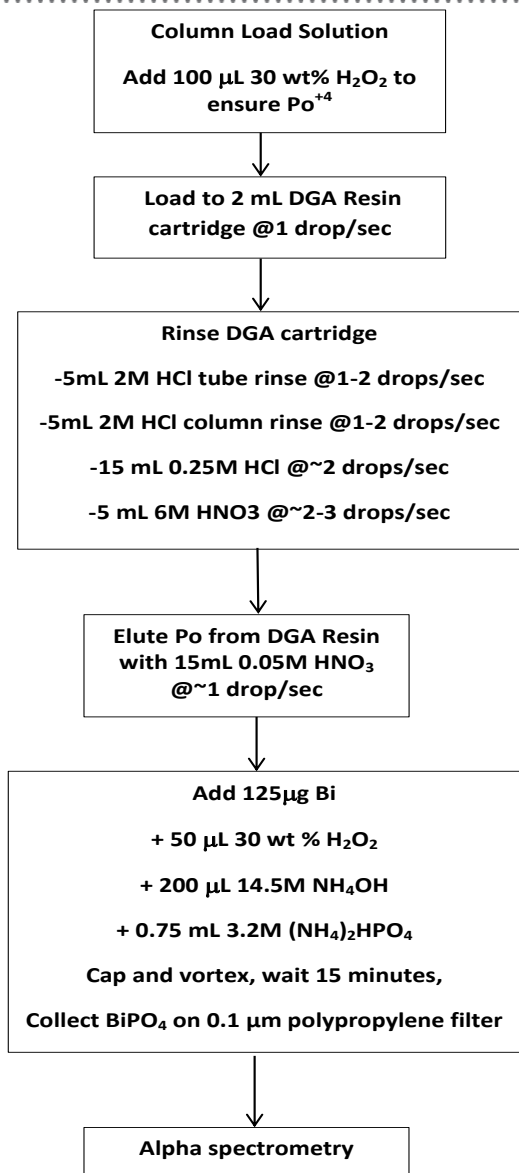 Column Load Solution
Add 100 µL 30 wt% H₂O₂ to
ensure Po⁺⁴
Load to 2 mL DGA Resin
cartridge @1 drop/sec
Rinse DGA cartridge
-5mL 2M HCl tube rinse @1-2 drops/sec
-5mL 2M HCl column rinse @1-2 drops/sec
-15 mL 0.25M HCl @~2 drops/sec
-5 mL 6M HNO3 @~2-3 drops/sec
Elute Po from DGA Resin
with 15mL 0.05M HNO₃
@~1 drop/sec
Add 125µg Bi
+ 50 µL 30 wt % H₂O₂
+ 200 µL 14.5M NH₄OH
+ 0.75 mL 3.2M (NH₄)₂HPO₄
Cap and vortex, wait 15 minutes,
Collect BiPO₄ on 0.1 µm polypropylene filter
Alpha spectrometry